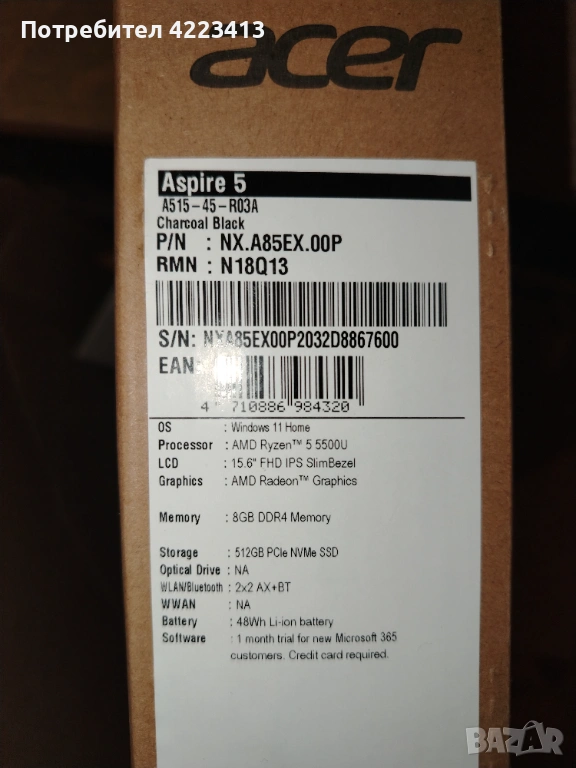 Потребител 4223413
acer
Aspire 5
A515-45-R03A
Charcoal Black
P/N : NX.A85EX.00P
RMN : N18Q13
S/N: NXA85EX00P2032D8867600
EAN
4 710886 984320
OS : Windows 11 Home
Processor : AMD Ryzen™ 5 5500U
LCD : 15.6" FHD IPS SlimBezel
Graphics : AMD Radeon™ Graphics
Memory : 8GB DDR4 Memory
Storage : 512GB PCIe NVMe SSD
Optical Drive : NA
WLAN/Bluetooth : 2x2 AX+BT
WWAN : NA
Battery : 48Wh Li-ion battery
Software : 1 month trial for new Microsoft 365
customers. Credit card required.
BAZAR